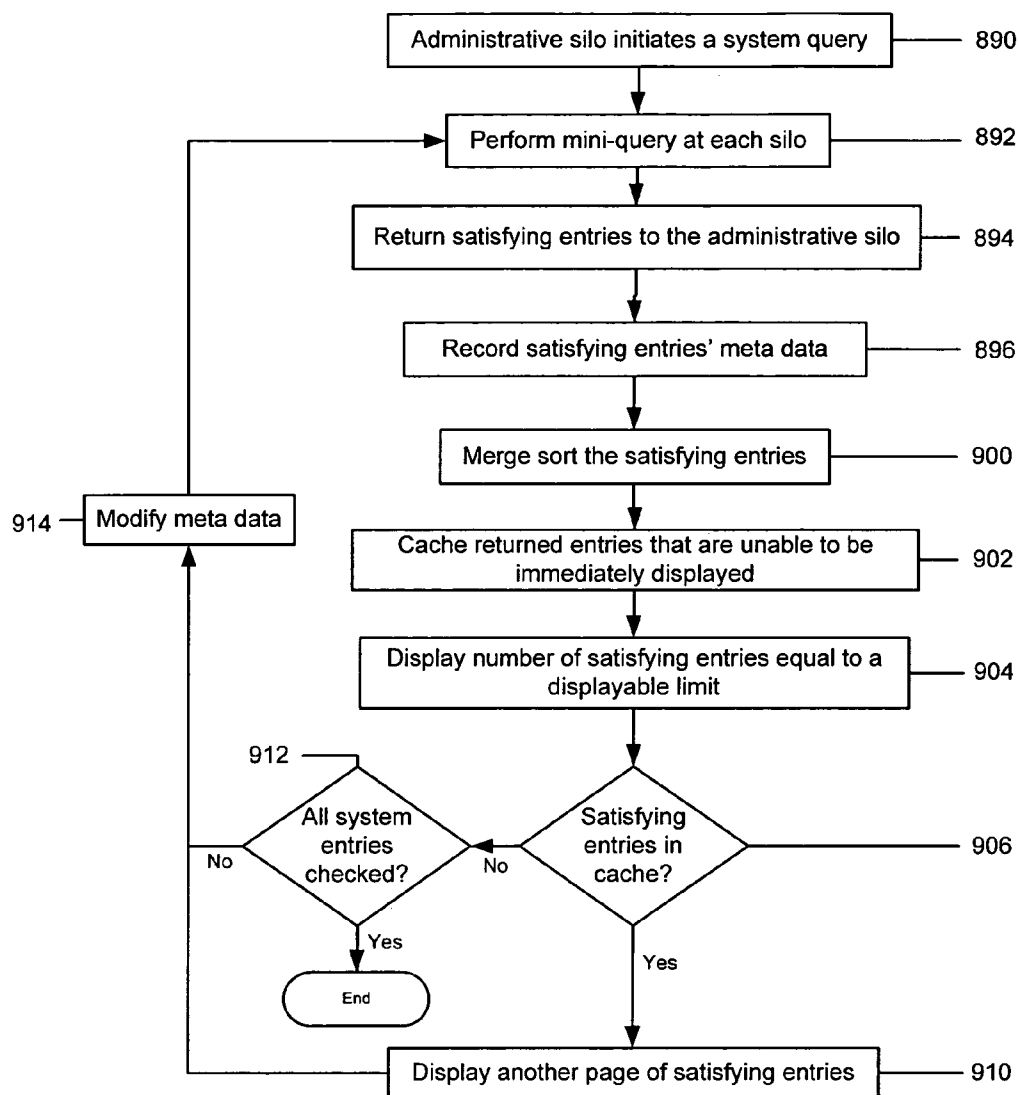 Administrative silo initiates a system query
890
Perform mini-query at each silo
892
Return satisfying entries to the administrative silo
894
Record satisfying entries' meta data
896
Merge sort the satisfying entries
900
914
Modify meta data
Cache returned entries that are unable to be
immediately displayed
902
Display number of satisfying entries equal to a
displayable limit
904
912
All system
entries
checked?
No
Yes
End
Satisfying
entries in
cache?
906
No
Yes
Display another page of satisfying entries
910